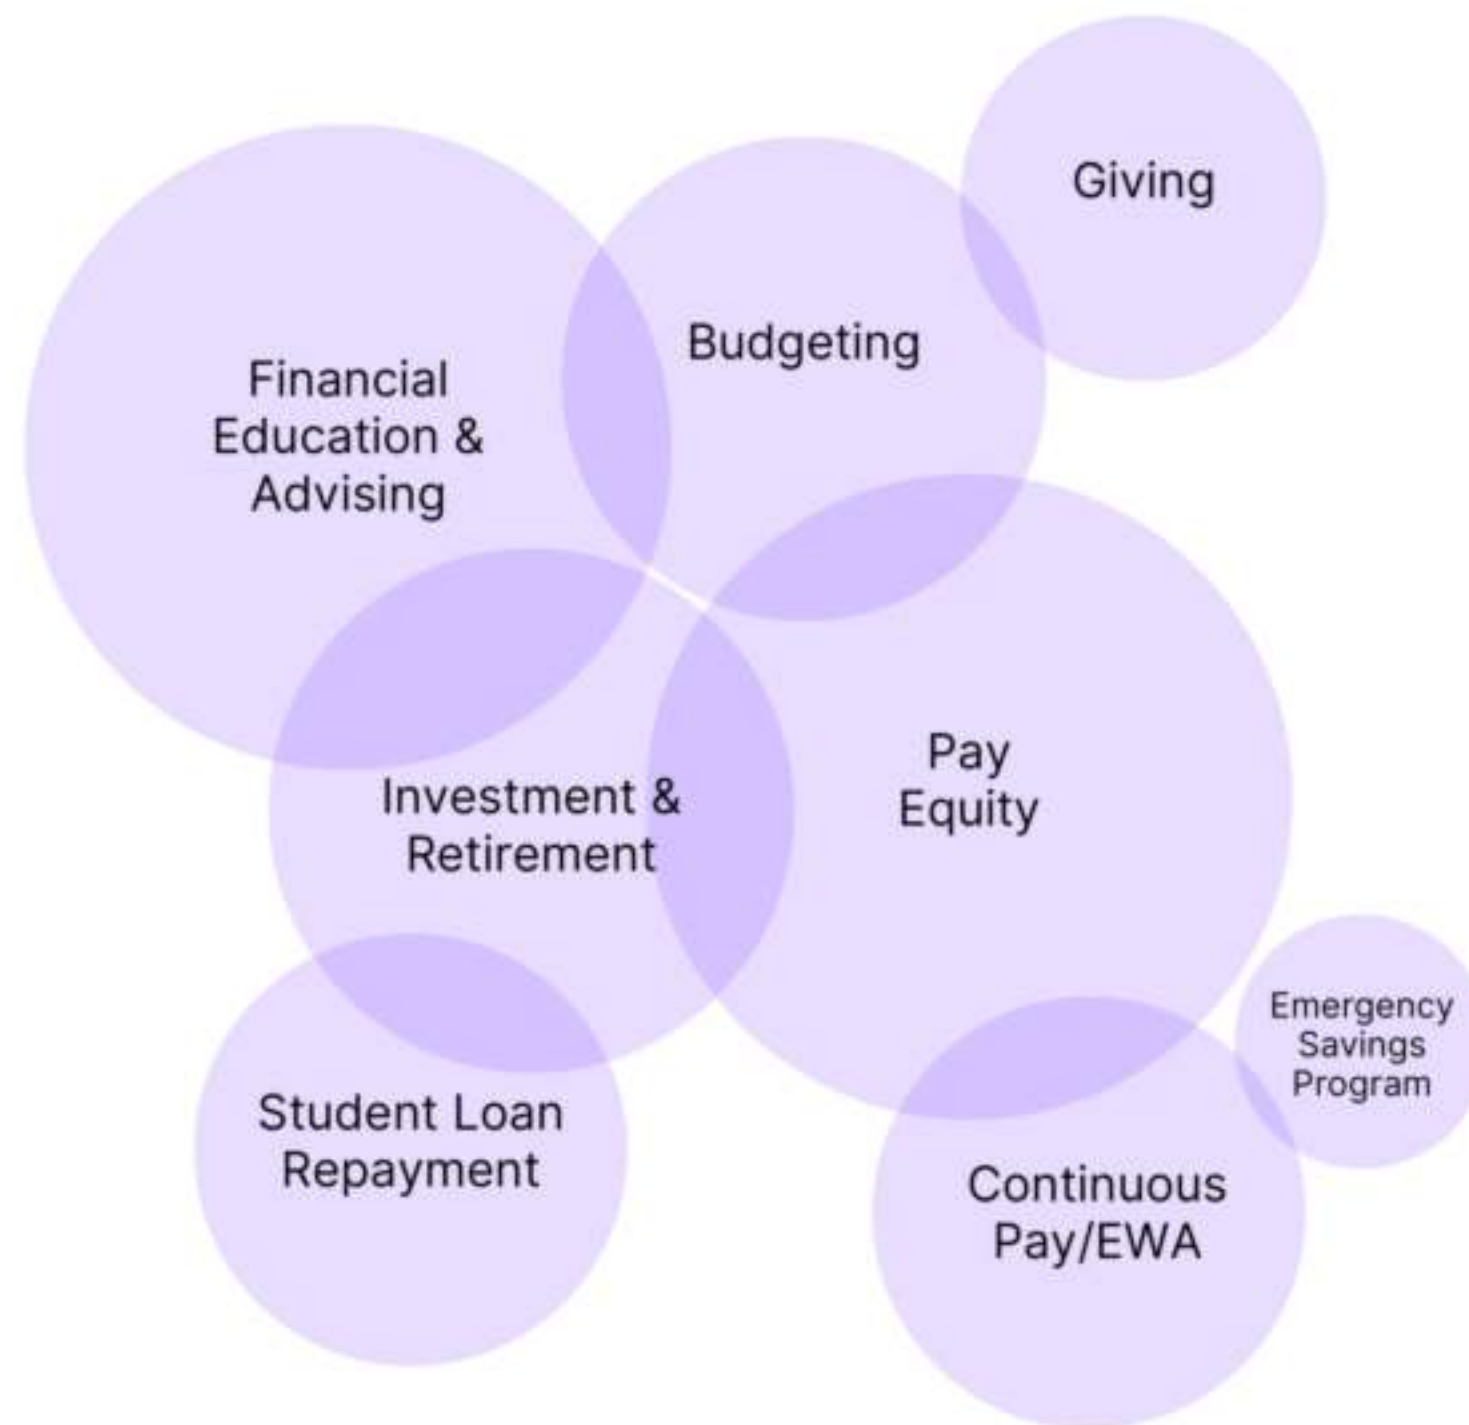 Giving
Budgeting
Financial
Education &
Advising
Pay
Equity
Investment &
Retirement
Emergency
Savings
Program
Student Loan
Repayment
Continuous
Pay/EWA